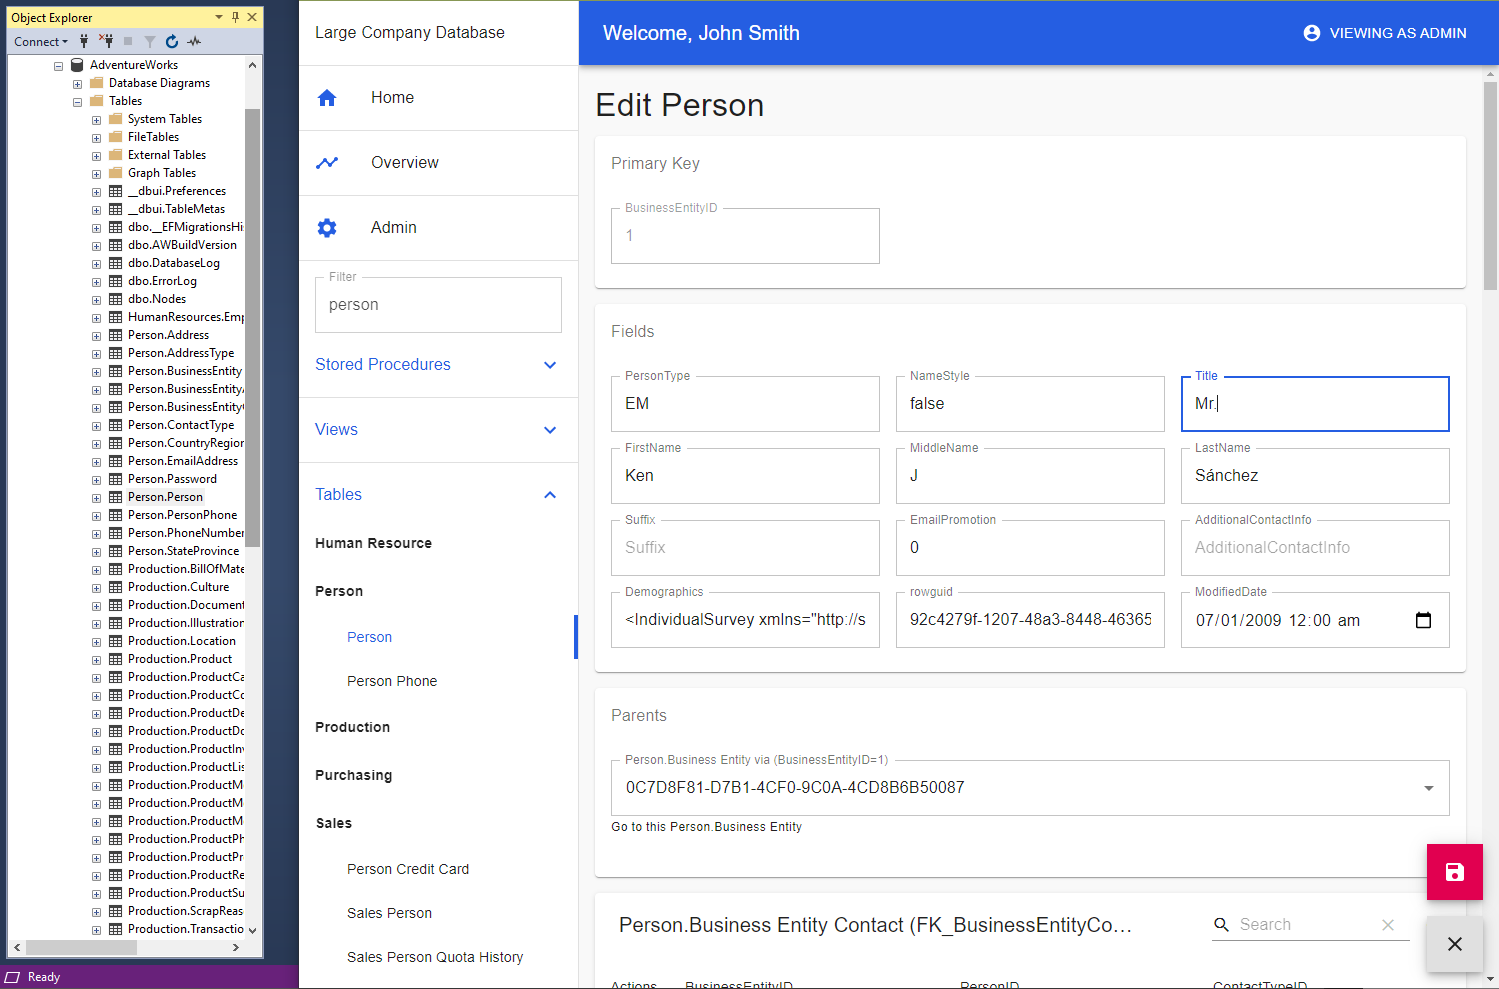 Object Explorer
Connect
AdventureWorks
Database Diagrams
Tables
System Tables
FileTables
External Tables
Graph Tables
__dbui.Preferences
__dbui.TableMetas
dbo.__EFMigrationsHi
dbo.AWBuildVersion
dbo.DatabaseLog
dbo.ErrorLog
dbo.Nodes
HumanResources.Emp
Person.Address
Person.AddressType
Person.BusinessEntity
Person.BusinessEntityA
Person.BusinessEntityC
Person.ContactType
Person.CountryRegion
Person.EmailAddress
Person.Password
Person.Person
Person.PersonPhone
Person.PhoneNumber
Person.StateProvince
Production.BillOfMate
Production.Culture
Production.Document
Production.Illustration
Production.Location
Production.Product
Production.ProductCa
Production.ProductCo
Production.ProductDe
Production.ProductDo
Production.ProductInv
Production.ProductLis
Production.ProductM
Production.ProductM
Production.ProductM
Production.ProductPh
Production.ProductPr
Production.ProductRe
Production.ProductSu
Production.ScrapReas
Production.Transactio
Ready
Large Company Database
Home
Overview
Admin
Filter
person
Stored Procedures
Views
Tables
Human Resource
Person
Person
Person Phone
Production
Purchasing
Sales
Person Credit Card
Sales Person
Sales Person Quota History
Welcome, John Smith
VIEWING AS ADMIN
Edit Person
Primary Key
BusinessEntityID
1
Fields
PersonType NameStyle Title
EM false Mr.
FirstName MiddleName LastName
Ken J Sánchez
Suffix EmailPromotion AdditionalContactInfo
Suffix 0 AdditionalContactInfo
Demographics rowguid ModifiedDate
<IndividualSurvey xmlns="http://s 92c4279f-1207-48a3-8448-46365 07/01/2009 12:00 am
Parents
Person.Business Entity via (BusinessEntityID=1)
0C7D8F81-D7B1-4CF0-9C0A-4CD8B6B50087
Go to this Person.Business Entity
Person.Business Entity Contact (FK_BusinessEntityCo… Search
Actions BusinessEntityID PersonID ContactTypeID